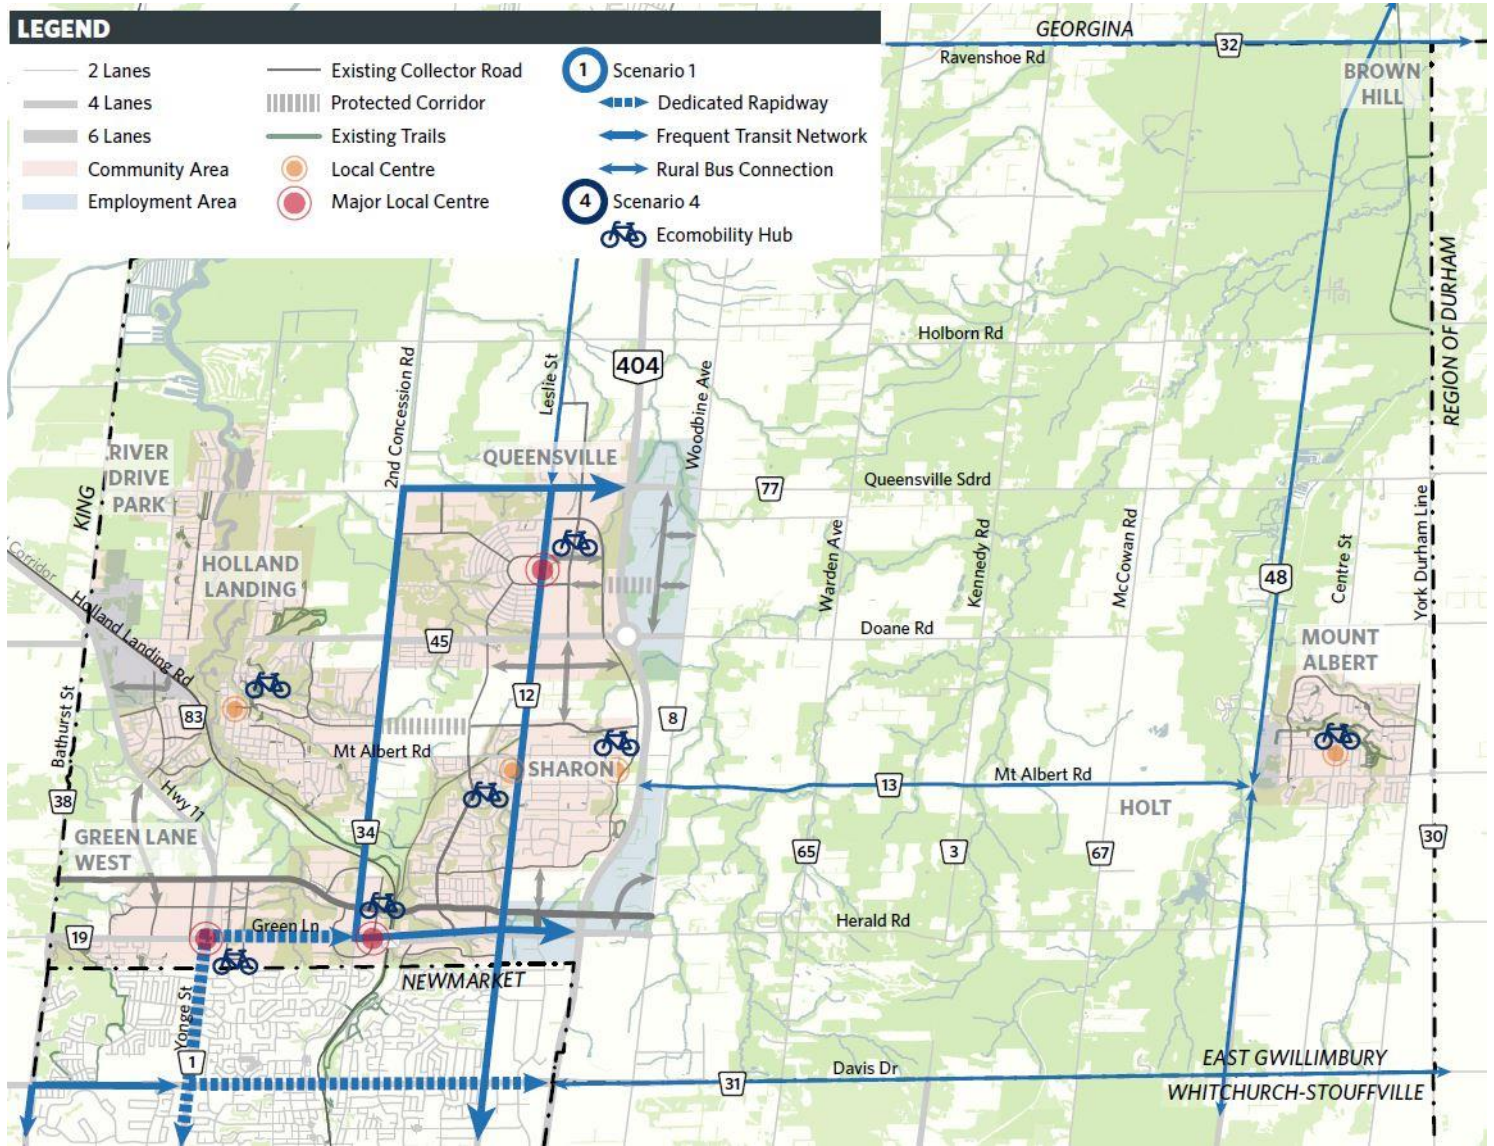 LEGEND
2 Lanes
4 Lanes
6 Lanes
Community Area
Employment Area
Existing Collector Road
Protected Corridor
Existing Trails
Local Centre
Major Local Centre
1 Scenario 1
Dedicated Rapidway
Frequent Transit Network
Rural Bus Connection
4 Scenario 4
Ecomobility Hub
GEORGINA
32
Ravenshoe Rd
BROWN
HILL
REGION OF DURHAM
Holborn Rd
404
Leslie St
2nd Concession Rd
Woodbine Ave
RIVER
DRIVE
PARK
KING
QUEENSVILLE
77
Queensville Sdrd
York Durham Line
Corridor
HOLLAND
LANDING
Holland Landing Rd
Warden Ave
Kennedy Rd
McCowan Rd
48
Centre St
45
Doane Rd
MOUNT
ALBERT
12
83
8
Bathurst St
Mt Albert Rd
SHARON
13
Mt Albert Rd
38
Hwy 11
HOLT
34
GREEN LANE
WEST
65
3
67
30
19
Green Ln
Herald Rd
NEWMARKET
Yonge St
1
31
Davis Dr
EAST GWILLIMBURY
WHITCHURCH-STOUFFVILLE